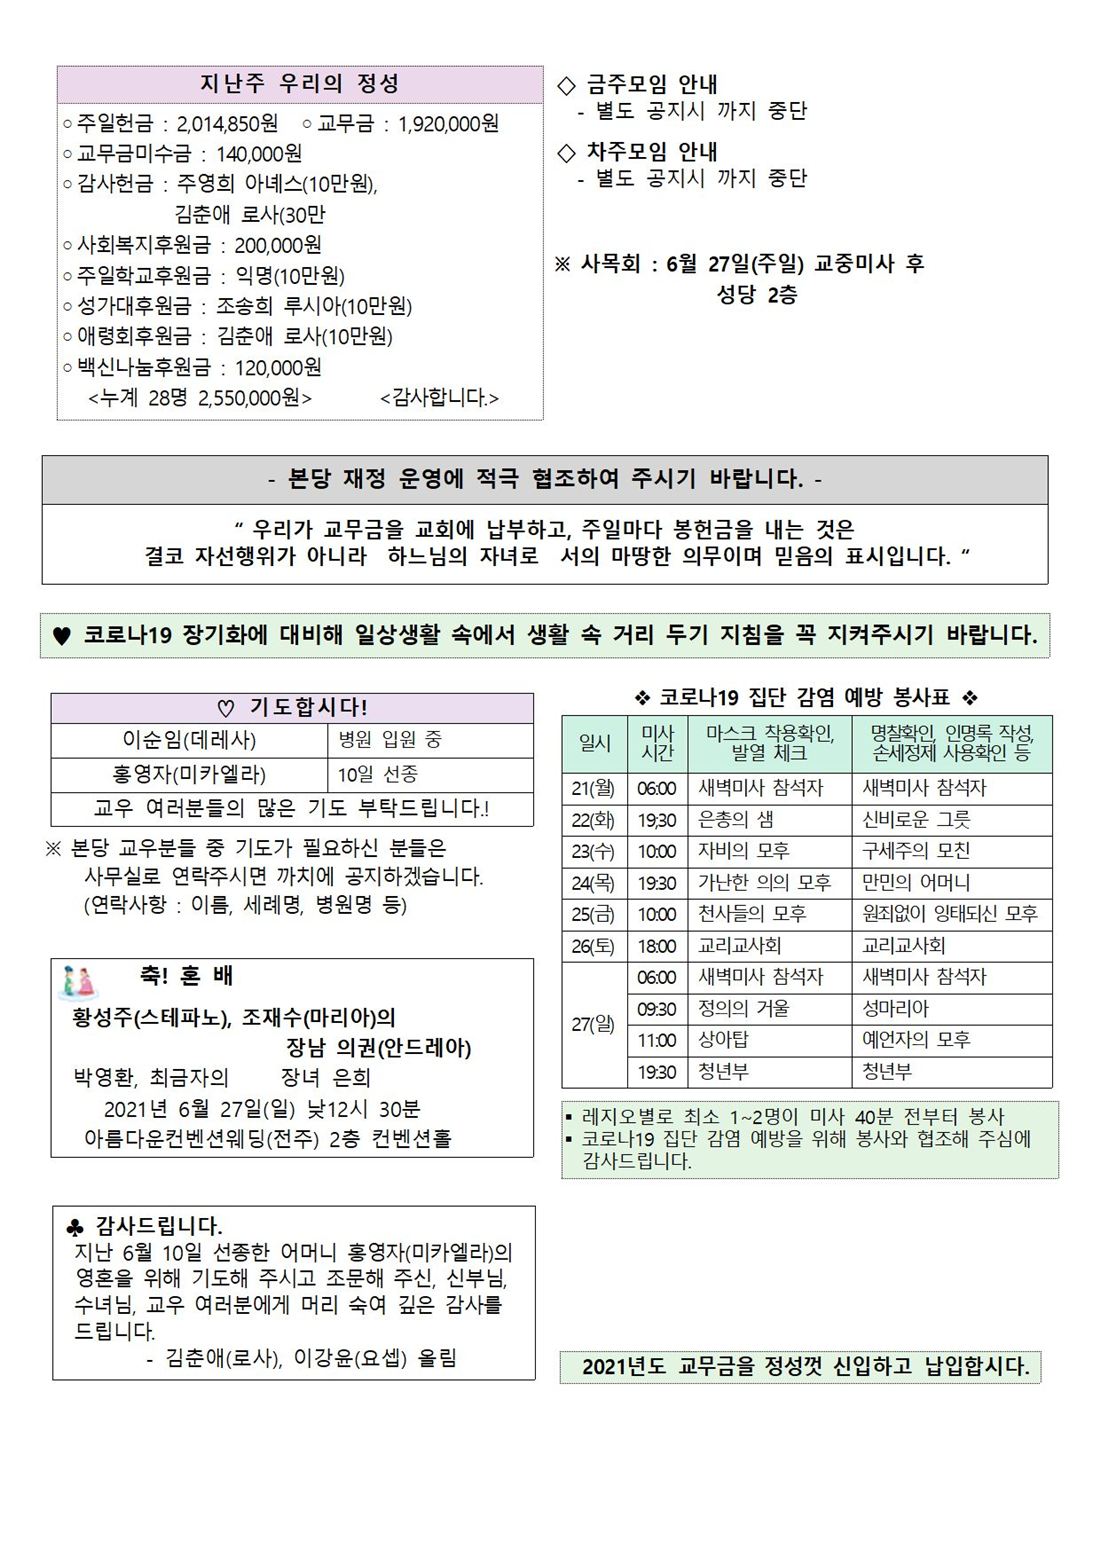 지난주 우리의 정성
○ 주일헌금 : 2,014,850원 ○ 교무금 : 1,920,000원
○ 교무금미수금 : 140,000원
○ 감사헌금 : 주영희 아녜스(10만원),
김춘애 로사(30만
○ 사회복지후원금 : 200,000원
○ 주일학교후원금 : 익명(10만원)
○ 성가대후원금 : 조송희 루시아(10만원)
○ 애령회후원금 : 김춘애 로사(10만원)
○ 백신나눔후원금 : 120,000원
<누계 28명 2,550,000원> <감사합니다.>
◇ 금주모임 안내
- 별도 공지시 까지 중단
◇ 차주모임 안내
- 별도 공지시 까지 중단
※ 사목회 : 6월 27일(주일) 교중미사 후
성당 2층
- 본당 재정 운영에 적극 협조하여 주시기 바랍니다. -
“ 우리가 교무금을 교회에 납부하고, 주일마다 봉헌금을 내는 것은
결코 자선행위가 아니라 하느님의 자녀로 서의 마땅한 의무이며 믿음의 표시입니다. “
♥ 코로나19 장기화에 대비해 일상생활 속에서 생활 속 거리 두기 지침을 꼭 지켜주시기 바랍니다.
♡ 기도합시다!
이순임(데레사) 병원 입원 중
홍영자(미카엘라) 10일 선종
교우 여러분들의 많은 기도 부탁드립니다.!
※ 본당 교우분들 중 기도가 필요하신 분들은
사무실로 연락주시면 까치에 공지하겠습니다.
(연락사항 : 이름, 세례명, 병원명 등)
축! 혼 배
황성주(스테파노), 조재수(마리아)의
장남 의권(안드레아)
박영환, 최금자의 장녀 은희
2021년 6월 27일(일) 낮12시 30분
아름다운컨벤션웨딩(전주) 2층 컨벤션홀
♣ 감사드립니다.
지난 6월 10일 선종한 어머니 홍영자(미카엘라)의
영혼을 위해 기도해 주시고 조문해 주신, 신부님,
수녀님, 교우 여러분에게 머리 숙여 깊은 감사를
드립니다.
- 김춘애(로사), 이강윤(요셉) 올림
❖ 코로나19 집단 감염 예방 봉사표 ❖
일시 미사 시간 마스크 착용확인, 발열 체크 명찰확인, 인명록 작성, 손세정제 사용확인 등
21(월) 06:00 새벽미사 참석자 새벽미사 참석자
22(화) 19;30 은총의 샘 신비로운 그릇
23(수) 10:00 자비의 모후 구세주의 모친
24(목) 19:30 가난한 의의 모후 만민의 어머니
25(금) 10:00 천사들의 모후 원죄없이 잉태되신 모후
26(토) 18:00 교리교사회 교리교사회
27(일) 06:00 새벽미사 참석자 새벽미사 참석자
09:30 정의의 거울 성마리아
11:00 상아탑 예언자의 모후
19:30 청년부 청년부
▪ 레지오별로 최소 1~2명이 미사 40분 전부터 봉사
▪ 코로나19 집단 감염 예방을 위해 봉사와 협조해 주심에
감사드립니다.
2021년도 교무금을 정성껏 신입하고 납입합시다.